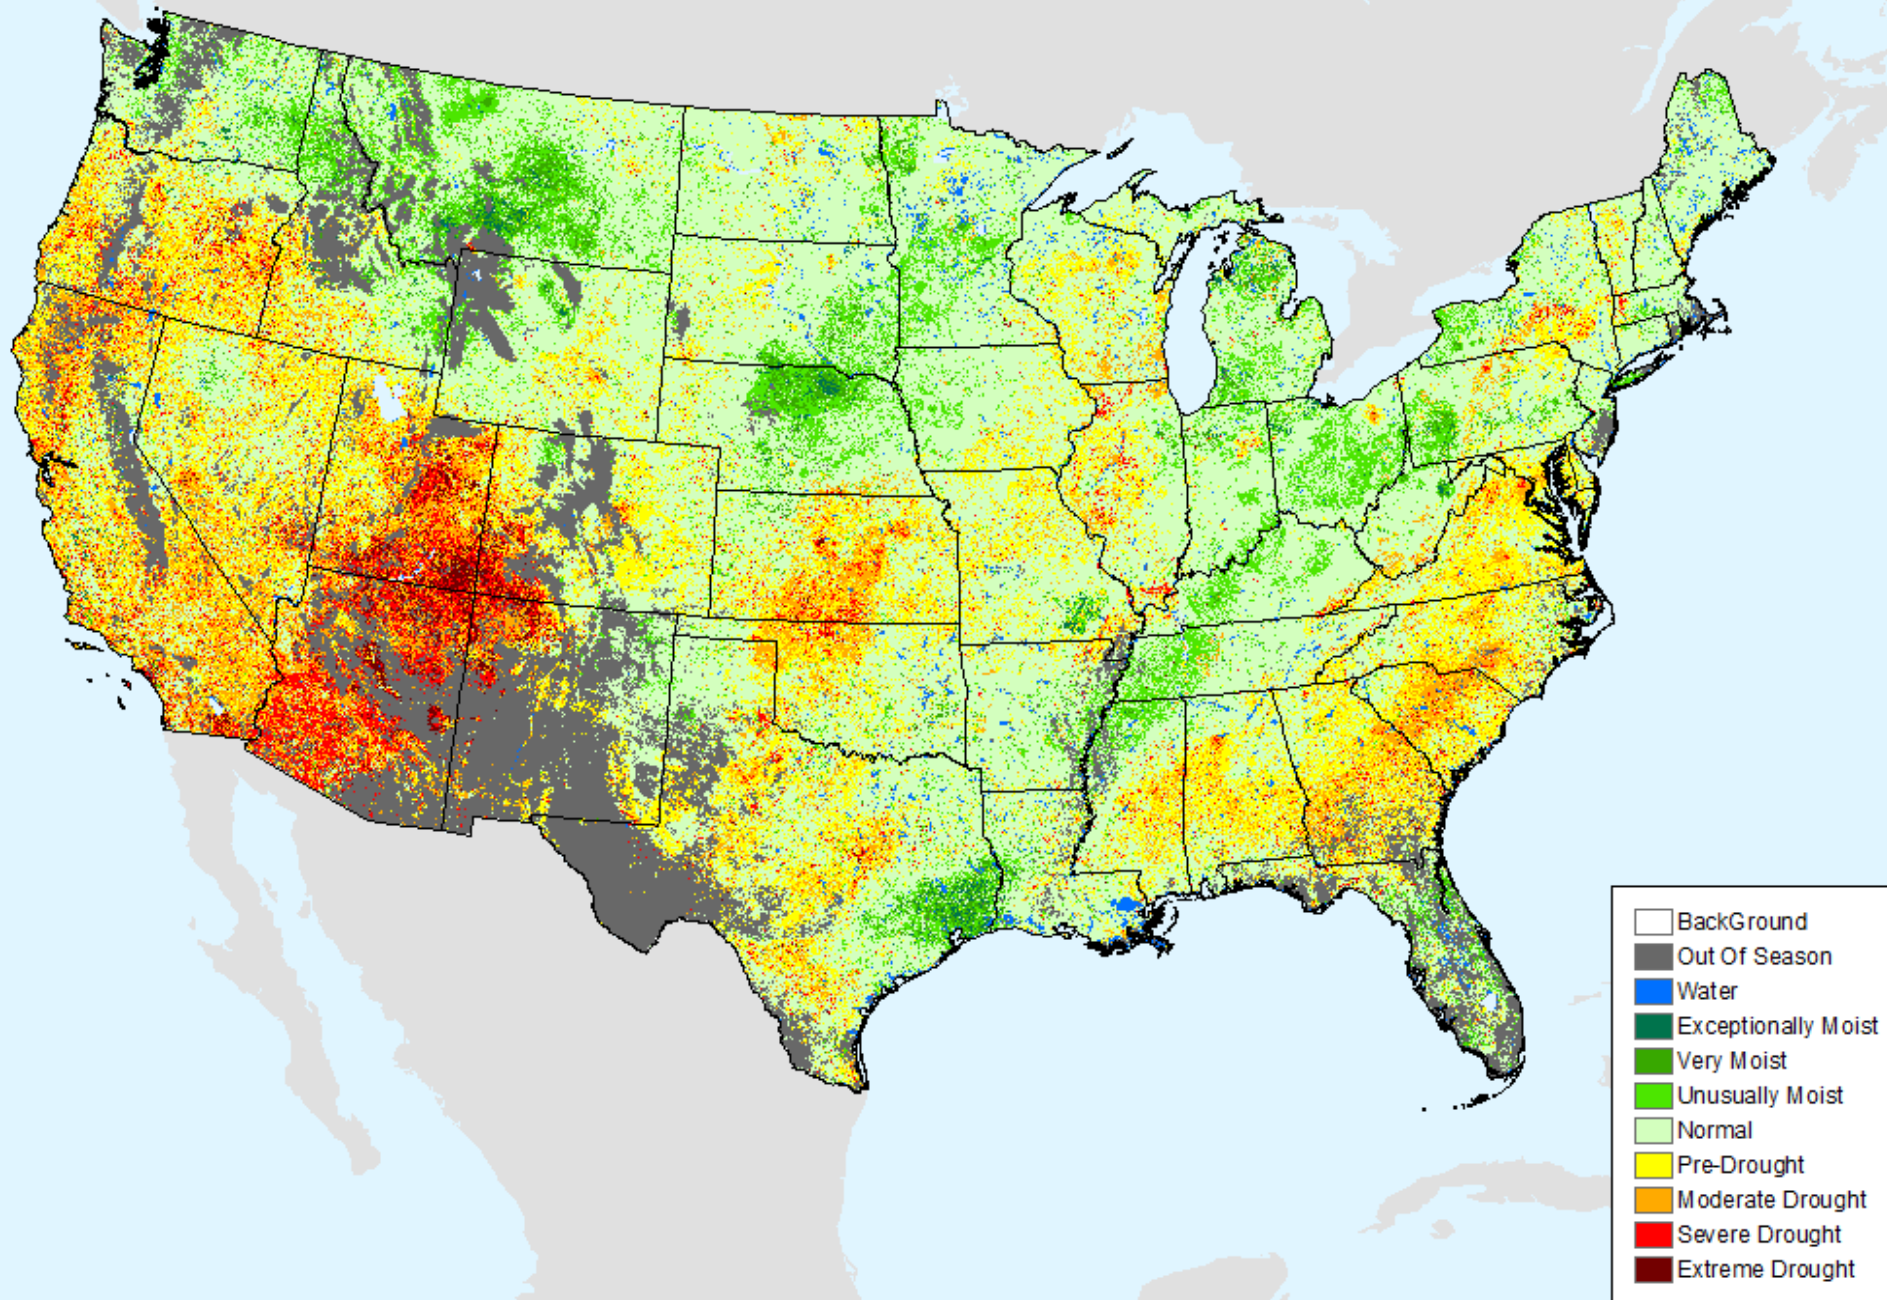 BackGround
Out Of Season
Water
Exceptionally Moist
Very Moist
Unusually Moist
Normal
Pre-Drought
Moderate Drought
Severe Drought
Extreme Drought